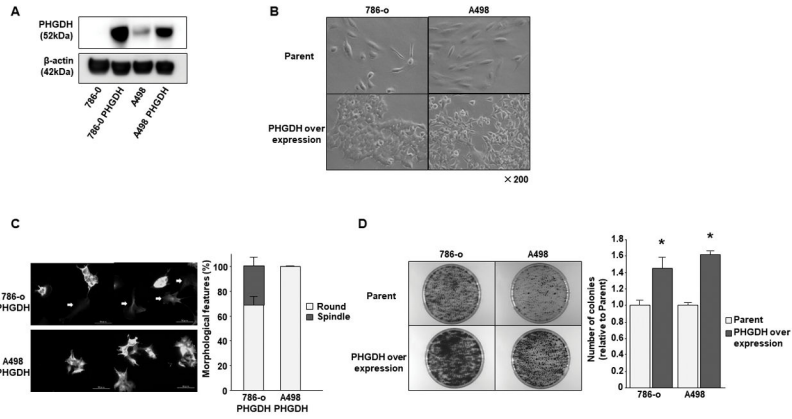 A
PHGDH
(52kDa)
β-actin
(42kDa)
786-0
786-0 PHGDH
A498
A498 PHGDH
B
786-o
A498
Parent
PHGDH over
expression
× 200
C
786-o
PHGDH
A498
PHGDH
Morphological features (%)
100
80
60
40
20
0
Round
Spindle
786-o
PHGDH
A498
PHGDH
D
786-o
A498
Parent
PHGDH over
expression
Number of colonies
(relative to Parent)
1.8
1.6
1.4
1.2
1.0
0.8
0.6
0.4
0.2
0
*
*
Parent
PHGDH over
expression
786-o
A498